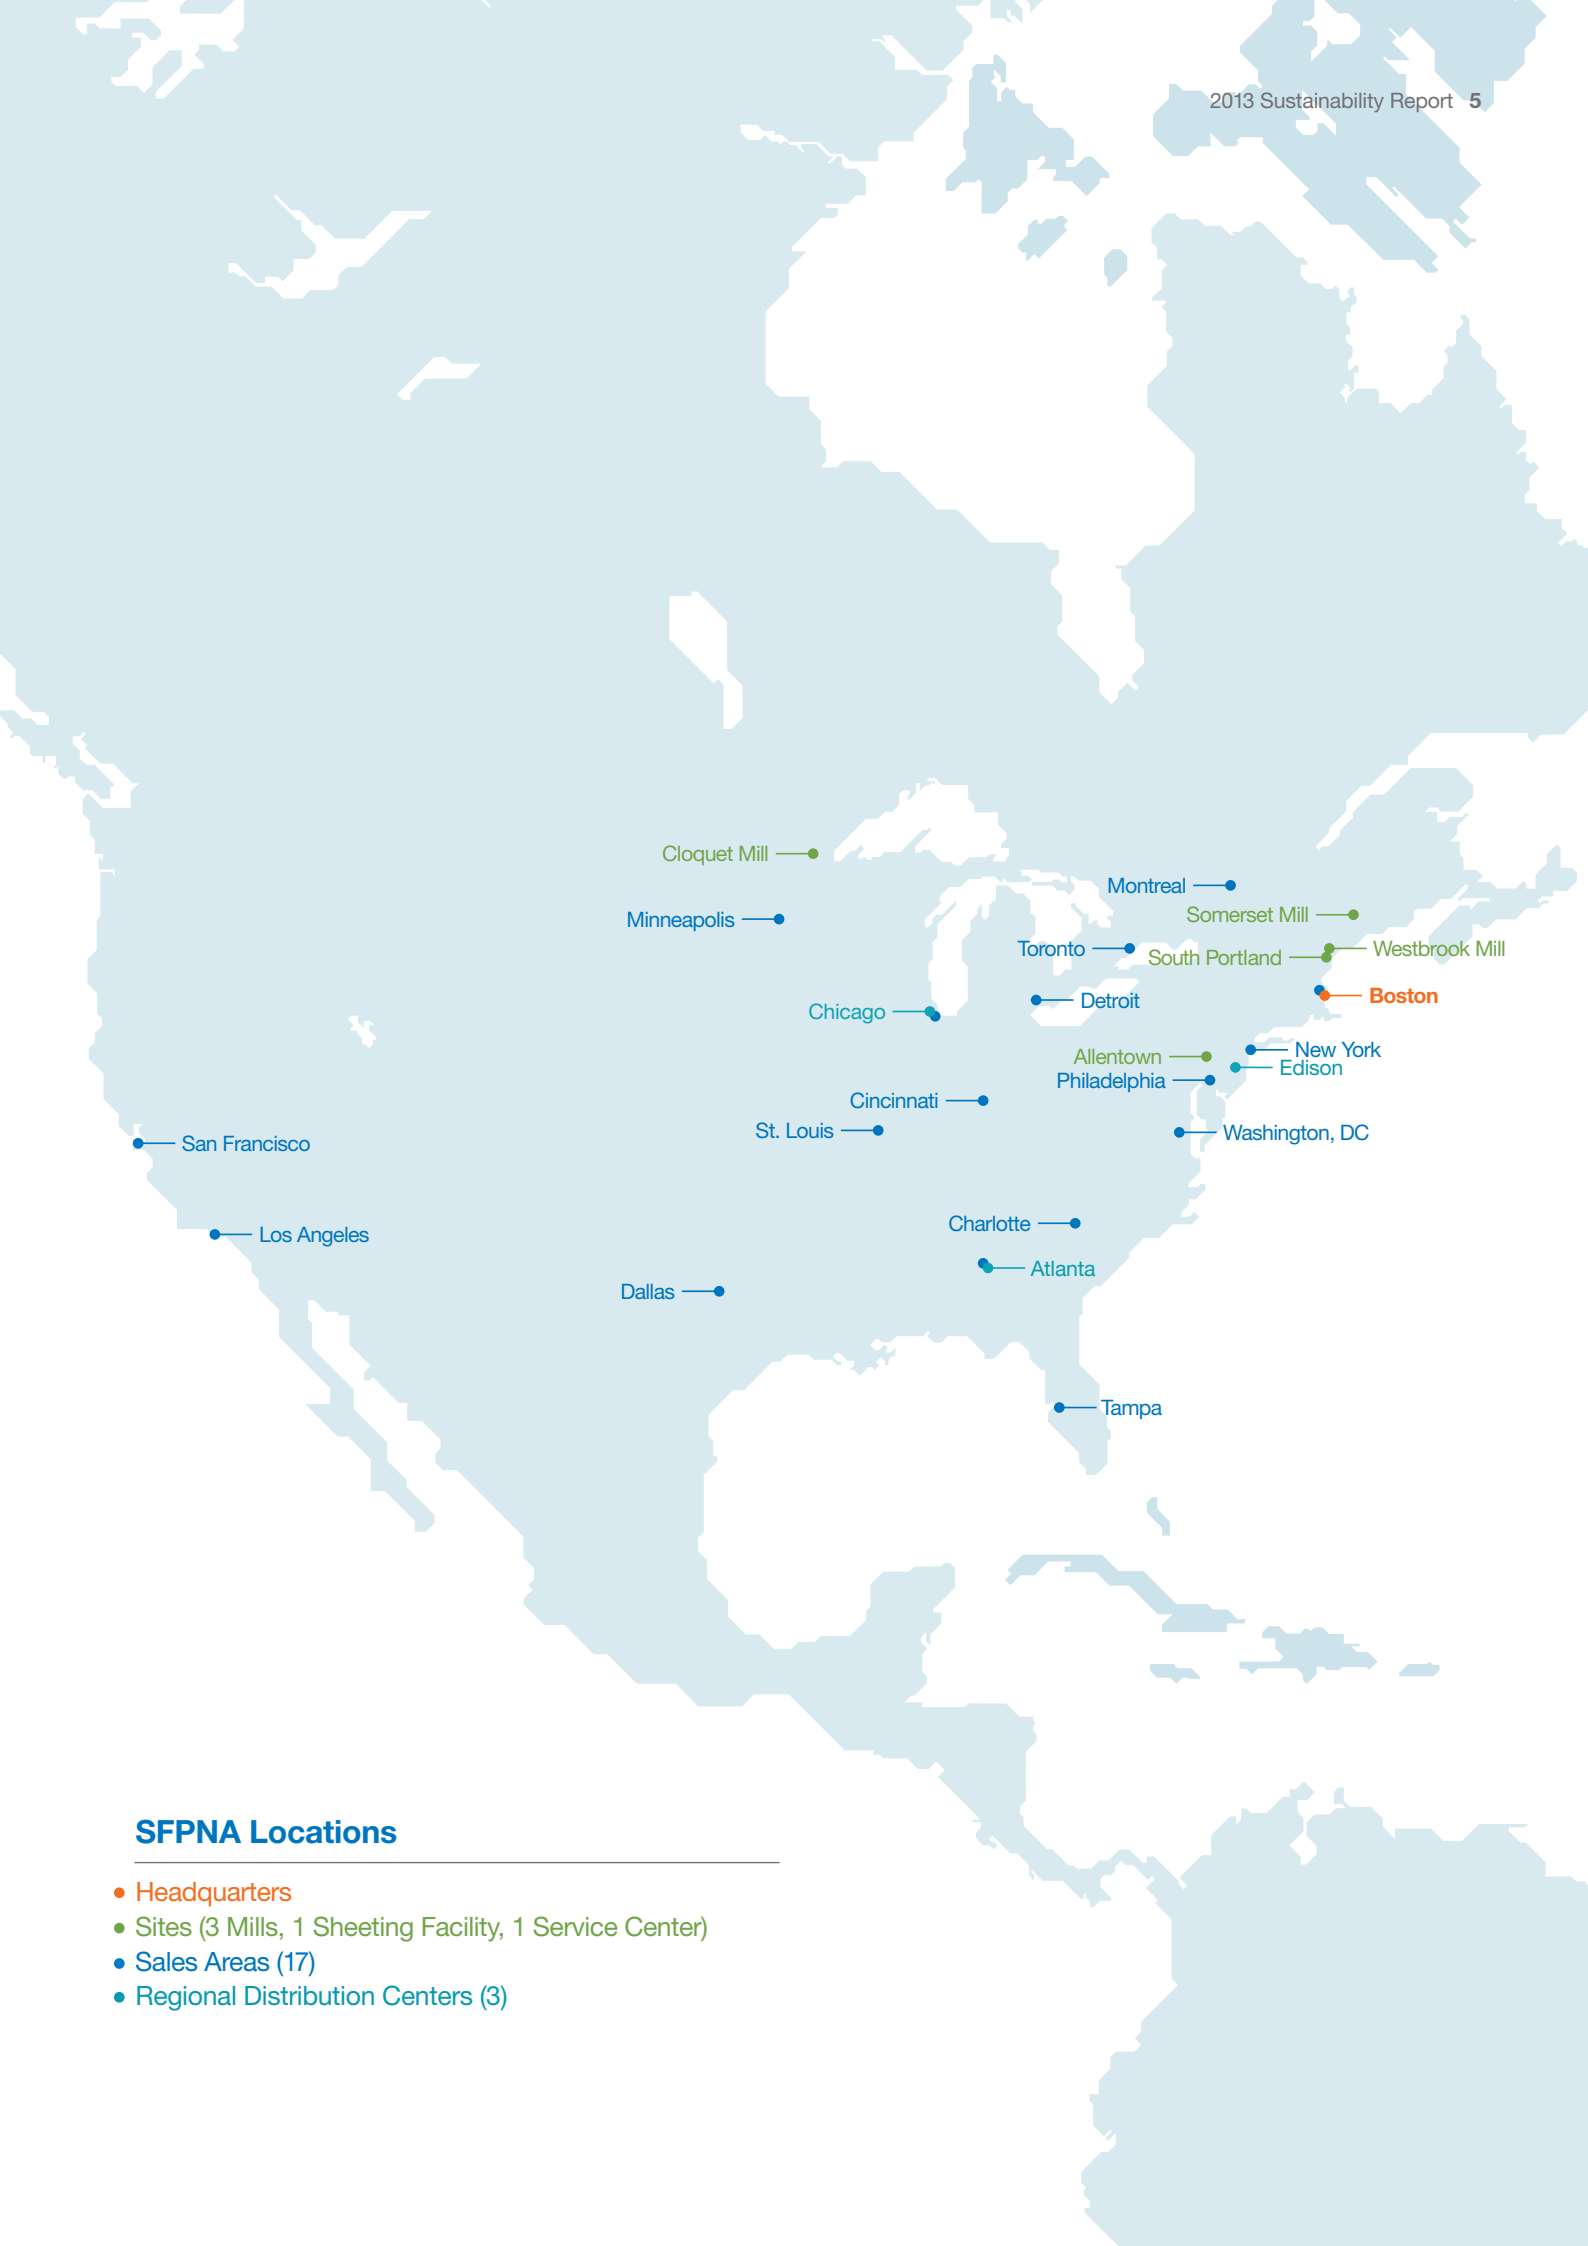 2013 Sustainability Report 5
Cloquet Mill
Montreal
Somerset Mill
Minneapolis
Toronto
Westbrook Mill
South Portland
Boston
Detroit
Chicago
New York
Allentown
Edison
Philadelphia
Cincinnati
St. Louis
Washington, DC
San Francisco
Charlotte
Los Angeles
Atlanta
Dallas
Tampa
SFPNA Locations
Headquarters
Sites (3 Mills, 1 Sheeting Facility, 1 Service Center)
Sales Areas (17)
Regional Distribution Centers (3)